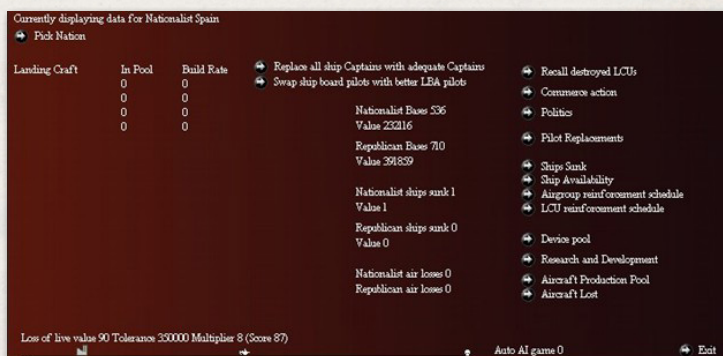 Currently displaying data for Nationalist Spain
Pick Nation
Landing Craft In Pool Build Rate
0 0
0 0
0 0
0 0
Replace all ship Captains with adequate Captains
Swap ship board pilots with better LBA pilots
Nationalist Bases 536
Value 232116
Republican Bases 710
Value 391859
Nationalist ships sunk 1
Value 1
Republican ships sunk 0
Value 0
Nationalist air losses 0
Republican air losses 0
Recall destroyed LCUs
Commerce action
Politics
Pilot Replacements
Ships Sunk
Ship Availability
Airgroup reinforcement schedule
LCU reinforcement schedule
Device pool
Research and Development
Aircraft Production Pool
Aircraft Lost
Loss of live value 90 Tolerance 350000 Multiplier 8 (Score 87)
Auto AI game 0
Exit